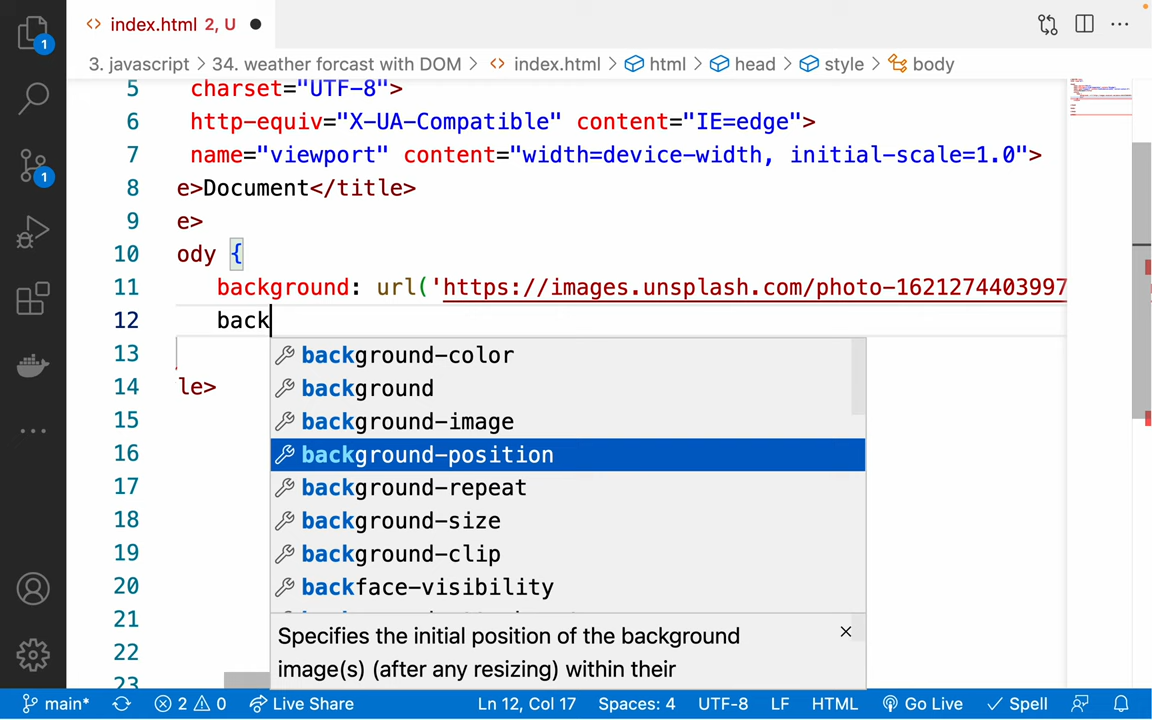 1
index.html 2, U
3. javascript > 34. weather forcast with DOM > index.html > html > head > style > body
5 charset="UTF-8">
6 http-equiv="X-UA-Compatible" content="IE=edge">
7 name="viewport" content="width=device-width, initial-scale=1.0">
8 e>Document</title>
9 e>
10 ody {
11 background: url('https://images.unsplash.com/photo-1621274403997
12 back
13
14 le>
15
16
17
18
19
20
21
22
23
1
background-color
background
background-image
background-position
background-repeat
background-size
background-clip
backface-visibility
Specifies the initial position of the background
image(s) (after any resizing) within their
main* 2 0 Live Share Ln 12, Col 17 Spaces: 4 UTF-8 LF HTML Go Live Spell